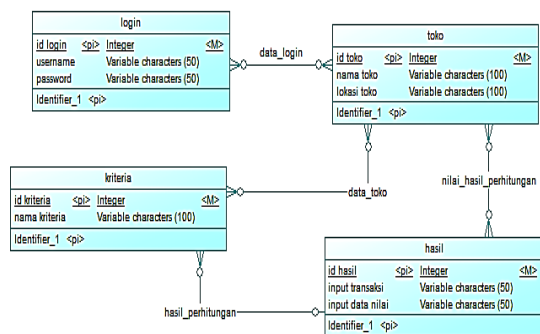 login
id login <pi> Integer <M>
username Variable characters (50)
password Variable characters (50)
Identifier_1 <pi>
data_login
toko
id toko <pi> Integer <M>
nama toko Variable characters (100)
lokasi toko Variable characters (100)
Identifier_1 <pi>
kriteria
id kriteria <pi> Integer <M>
nama kriteria Variable characters (100)
Identifier_1 <pi>
data_toko
nilai_hasil_perhitungan
hasil_perhitungan
hasil
id hasil <pi> Integer <M>
input transaksi Variable characters (50)
input data nilai Variable characters (50)
Identifier_1 <pi>